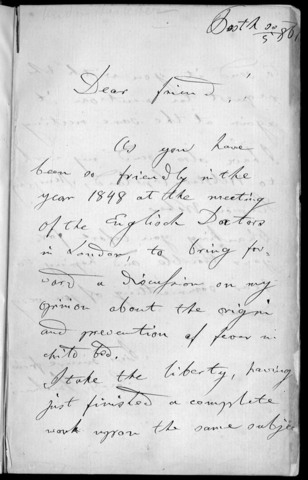 Pesth 20/5 861
Dear friend,
As you have
been so friendly in the
year 1848 at the meeting
of the Englisch Doctors
in London, to bring for-
ward a discussion on my
opinion about the origin
and prevention of fever in
child bed.
I take the liberty, having
just finished a complete
work uppon the same subject